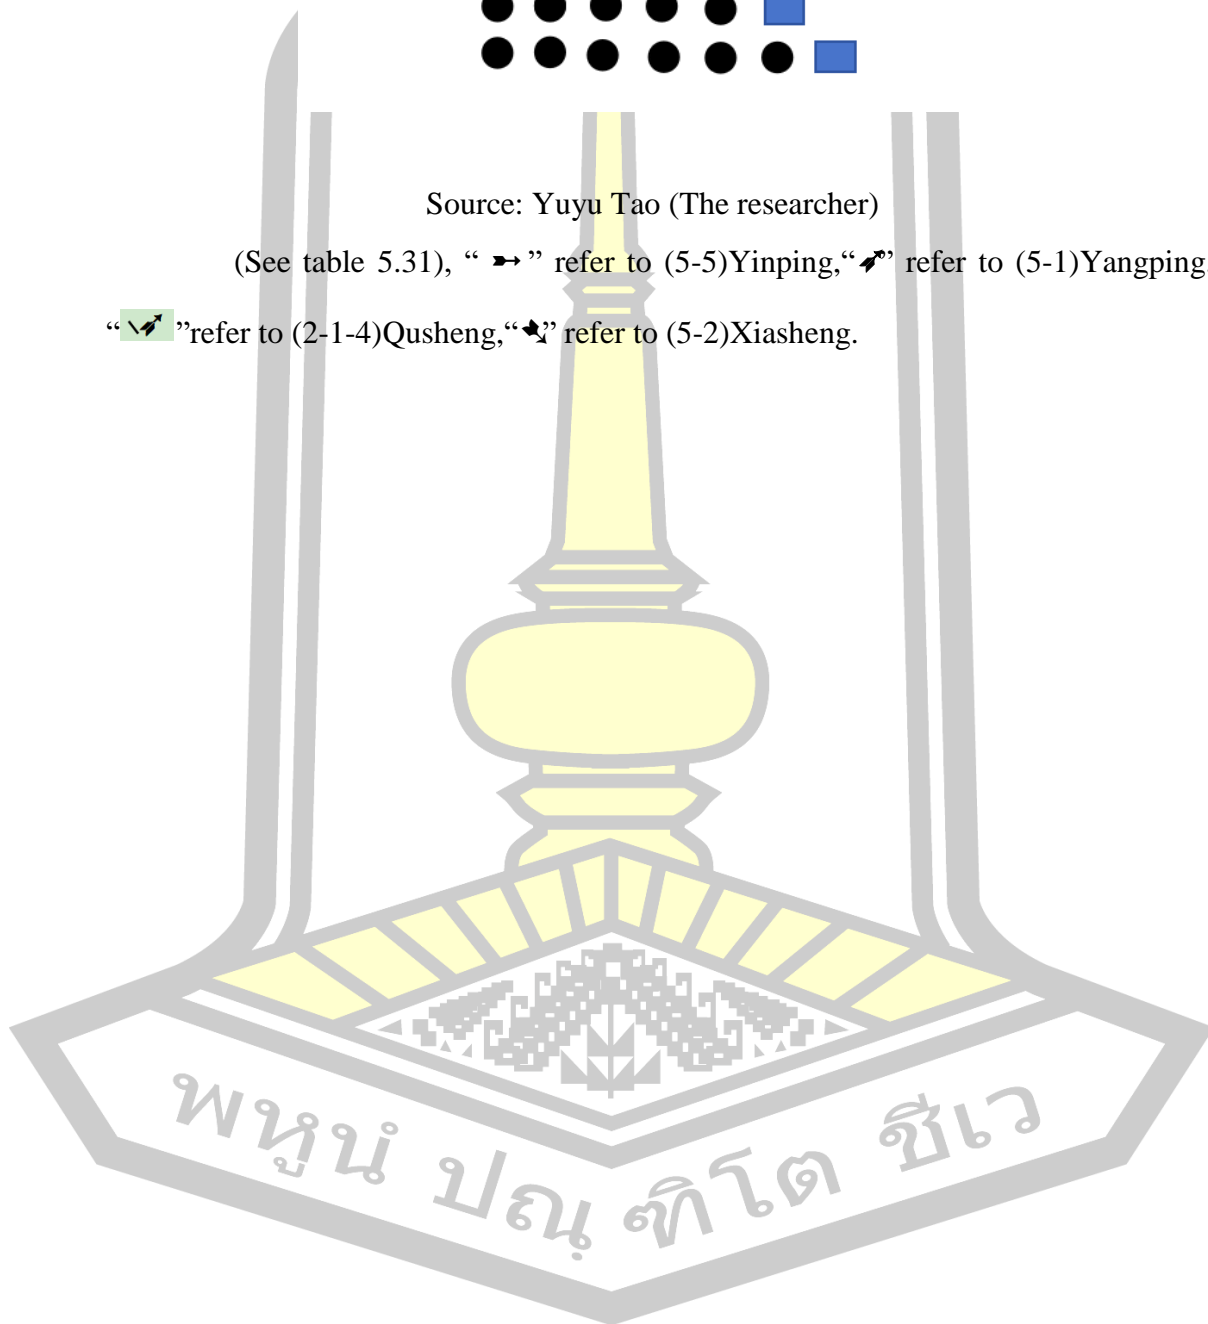 Source: Yuyu Tao (The researcher)
(See table 5.31), “ ➳ ” refer to (5-5)Yinping,“➶” refer to (5-1)Yangping.
“ \➶ ”refer to (2-1-4)Qusheng,“➴” refer to (5-2)Xiasheng.
พหูนํ ปณฺฑิโต ชีเว